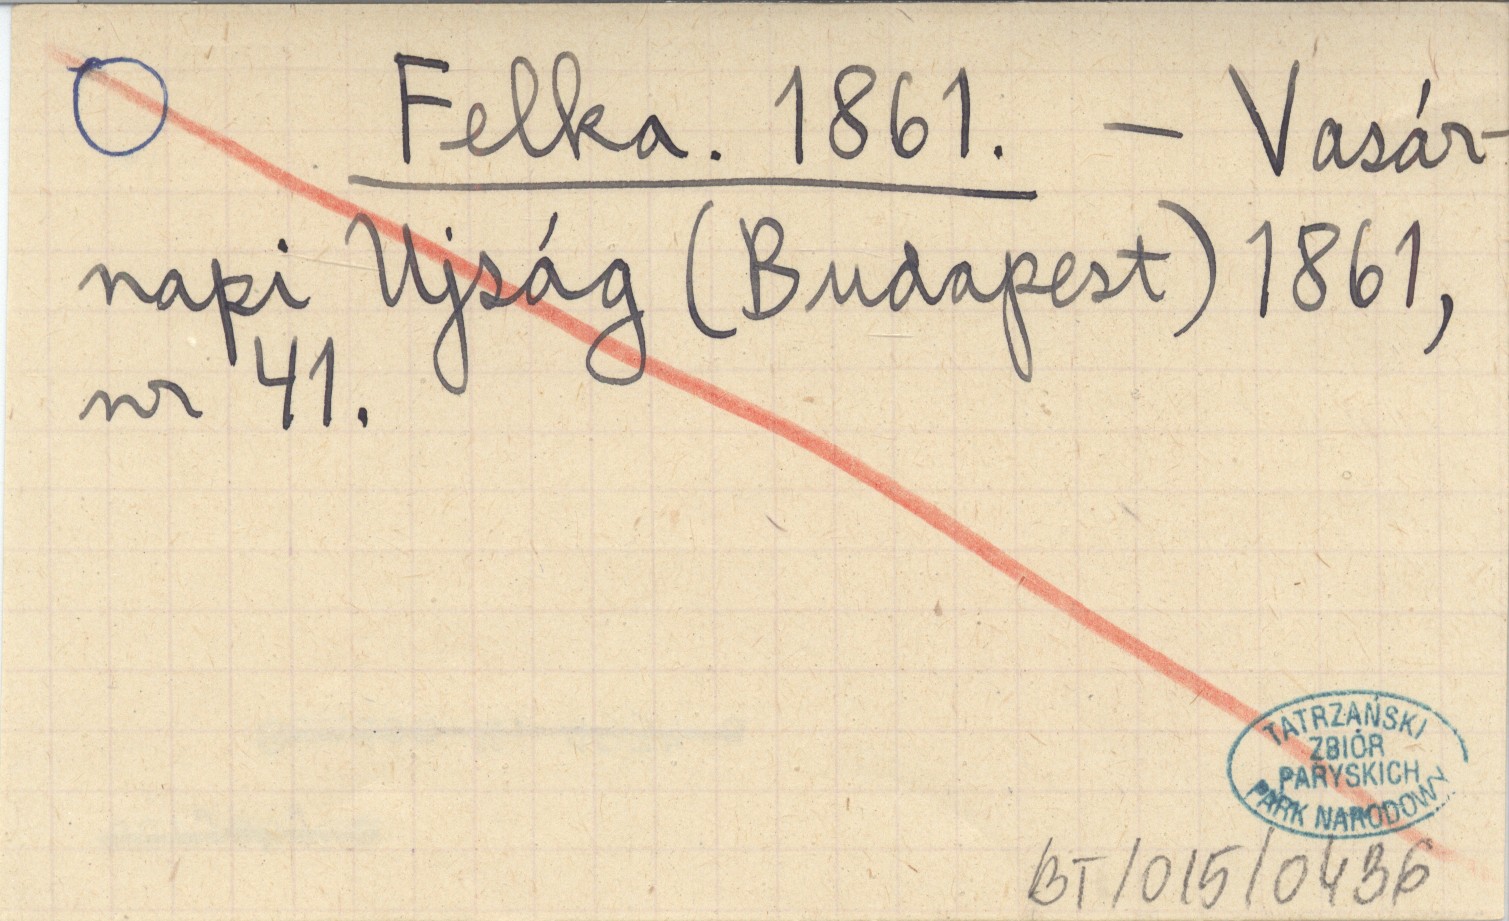 Felka. 1861. — Vasár-
napi Ujság (Budapest) 1861,
nr 41.
TATRZAŃSKI
ZBIÓR
PARYSKICH
PARK NARODOWY
BT/015/0436